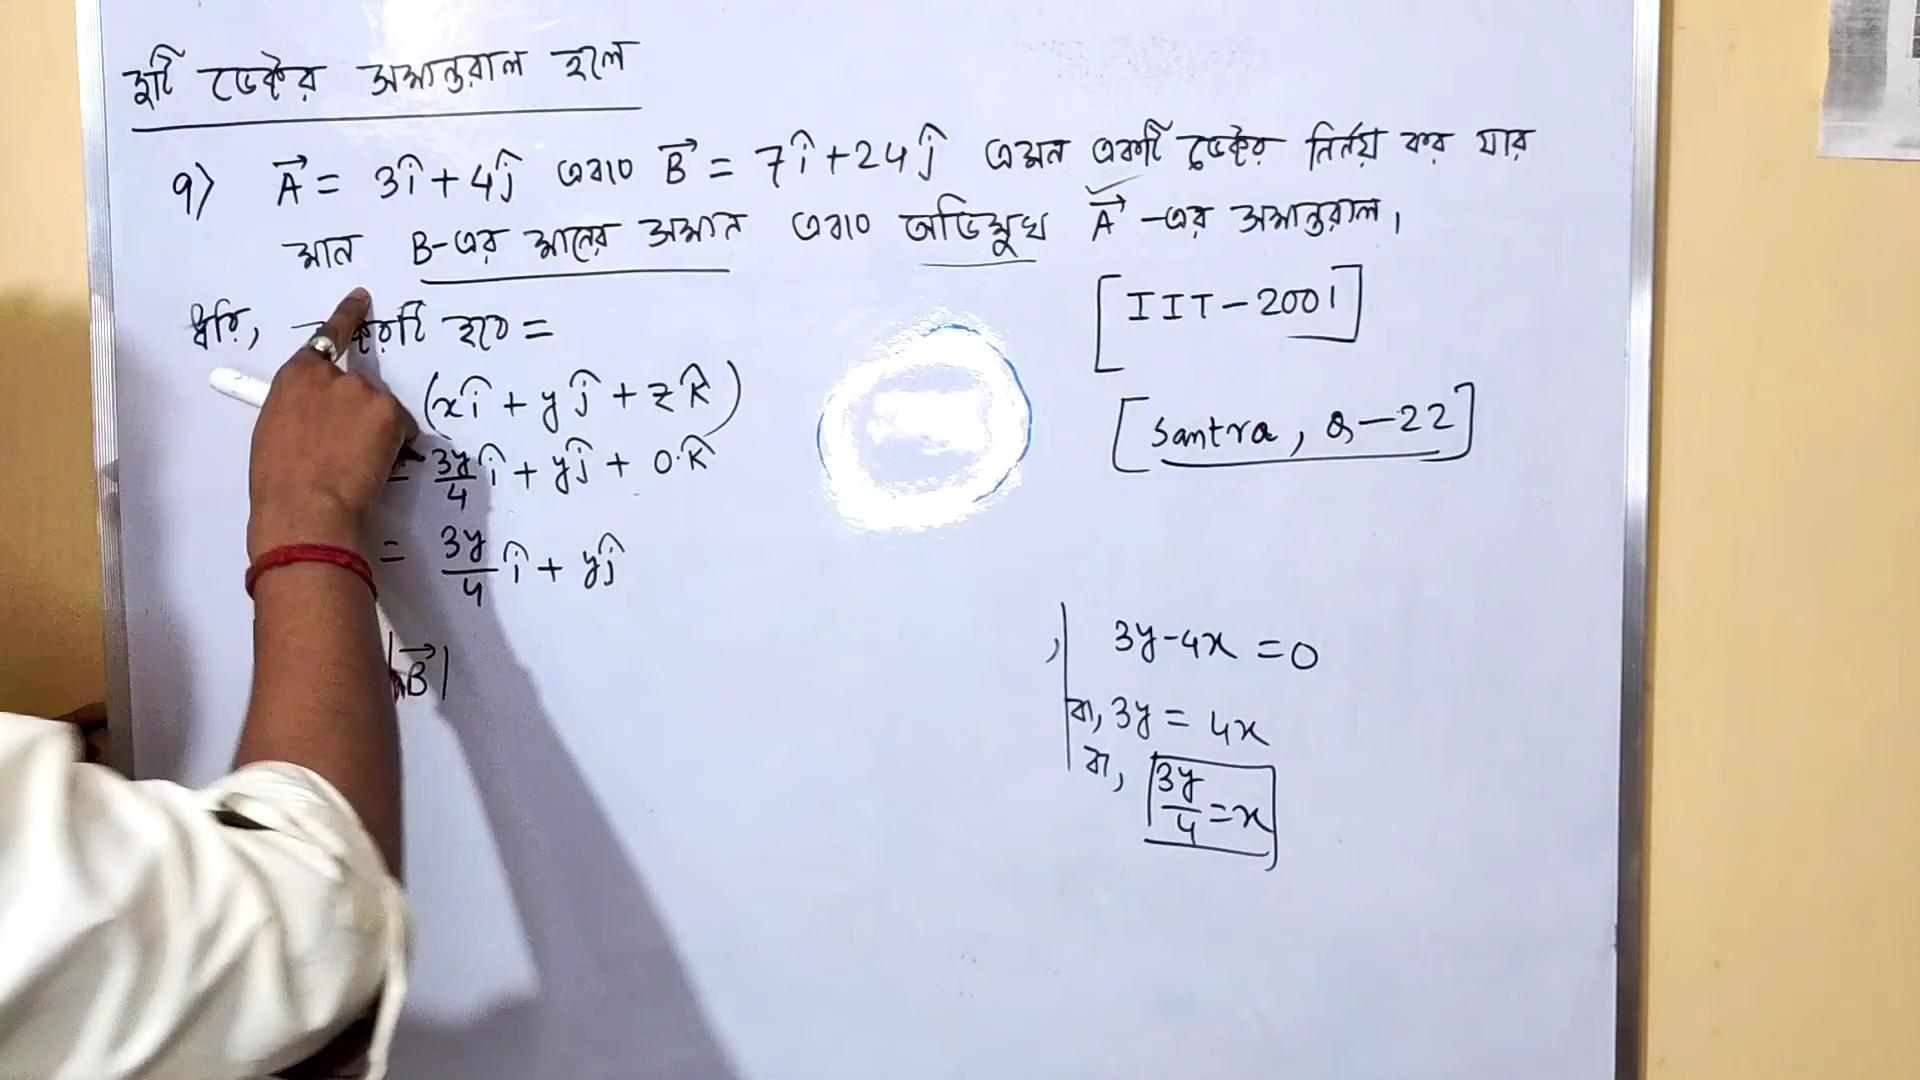 দুটি ভেক্টর সমান্তরাল হলে
9) A⃗ = 3î + 4ĵ এবং B⃗ = 7î + 24ĵ এমন একটি ভেক্টর নির্নয় কর যার
মান B-এর মানের সমান এবং অভিমুখ A⃗ -এর সমান্তরাল।
[IIT-2001]
ধরি, হবে =
(xî + yĵ + zk̂)
[Santra, Q-22]
= 3y/4 î + yĵ + 0.k̂
= 3y/4 î + yĵ
|B⃗|
, 3y-4x = 0
বা, 3y = 4x
বা, 3y/4 = x